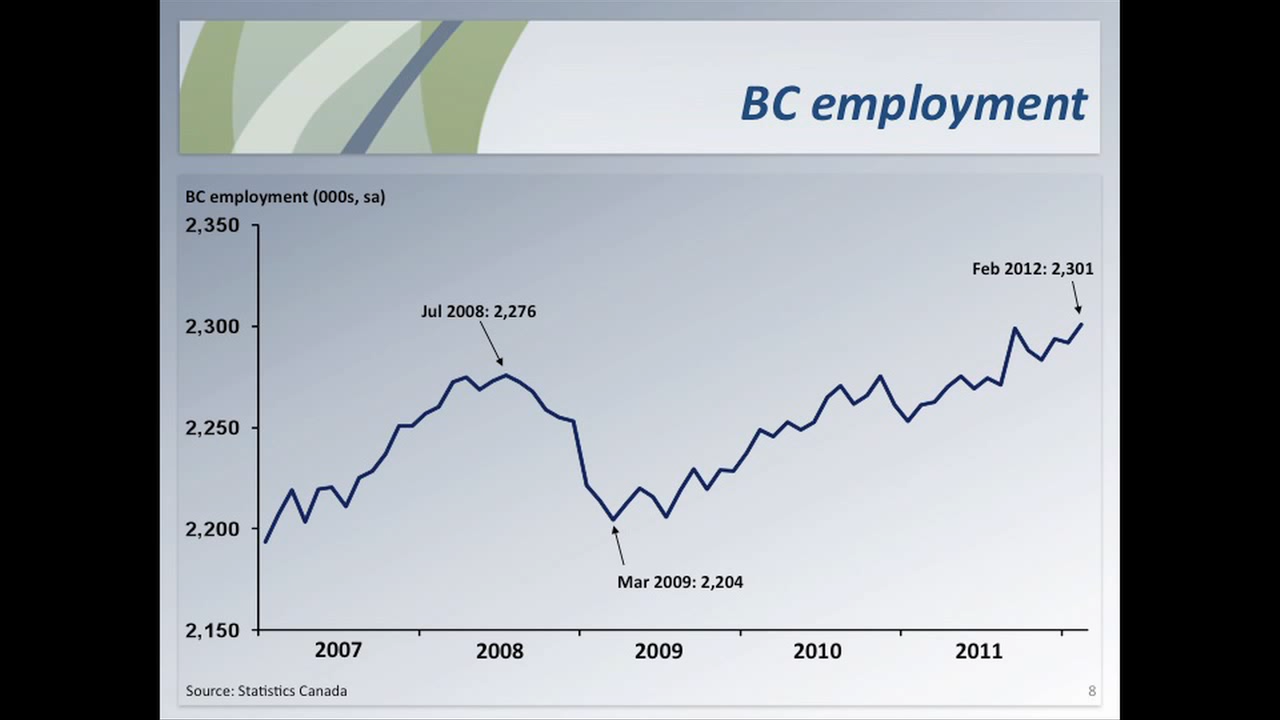 BC employment
BC employment (000s, sa)
2,350
Feb 2012: 2,301
Jul 2008: 2,276
2,300
2,250
2,200
Mar 2009: 2,204
2,150
2007 2008 2009 2010 2011
Source: Statistics Canada 8